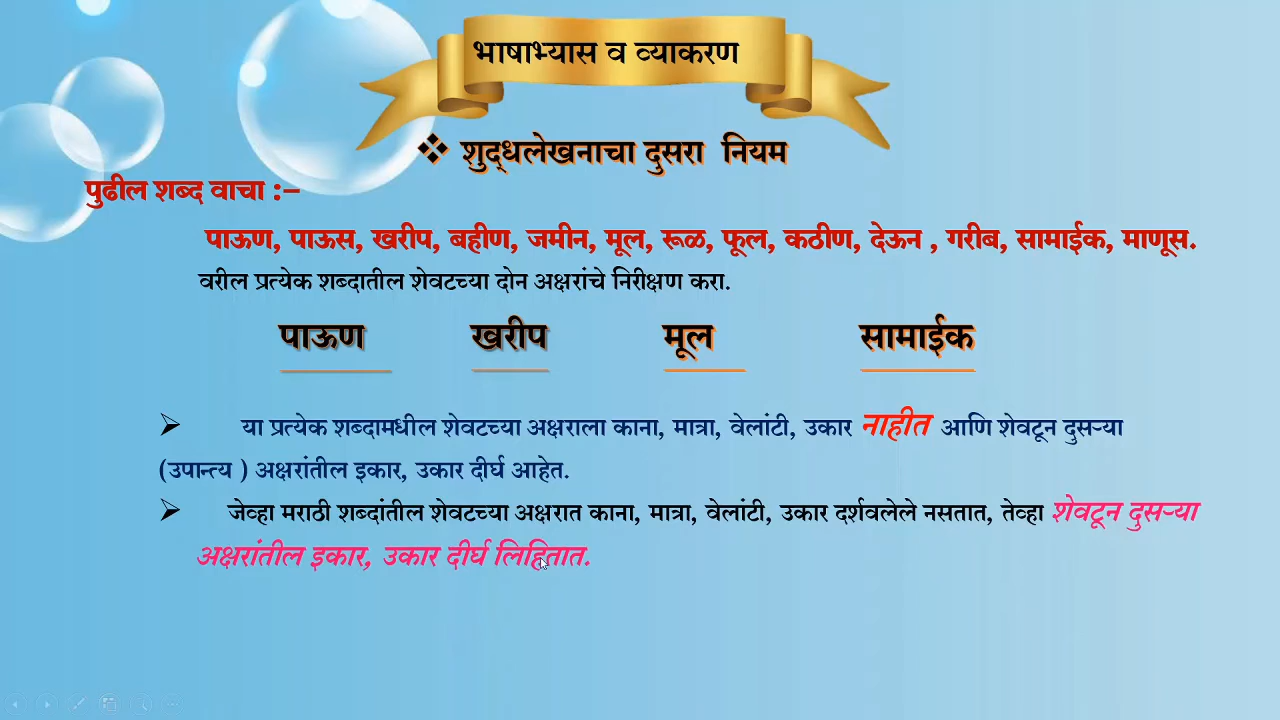 भाषाभ्यास व व्याकरण
❖ शुद्धलेखनाचा दुसरा नियम
पुढील शब्द वाचा :–
पाऊण, पाऊस, खरीप, बहीण, जमीन, मूल, रूळ, फूल, कठीण, देऊन , गरीब, सामाईक, माणूस.
वरील प्रत्येक शब्दातील शेवटच्या दोन अक्षरांचे निरीक्षण करा.
पाऊण खरीप मूल सामाईक
➢ या प्रत्येक शब्दामधील शेवटच्या अक्षराला काना, मात्रा, वेलांटी, उकार नाहीत आणि शेवटून दुसऱ्या
(उपान्त्य ) अक्षरांतील इकार, उकार दीर्घ आहेत.
➢ जेव्हा मराठी शब्दांतील शेवटच्या अक्षरात काना, मात्रा, वेलांटी, उकार दर्शवलेले नसतात, तेव्हा शेवटून दुसऱ्या
अक्षरांतील इकार, उकार दीर्घ लिहितात.